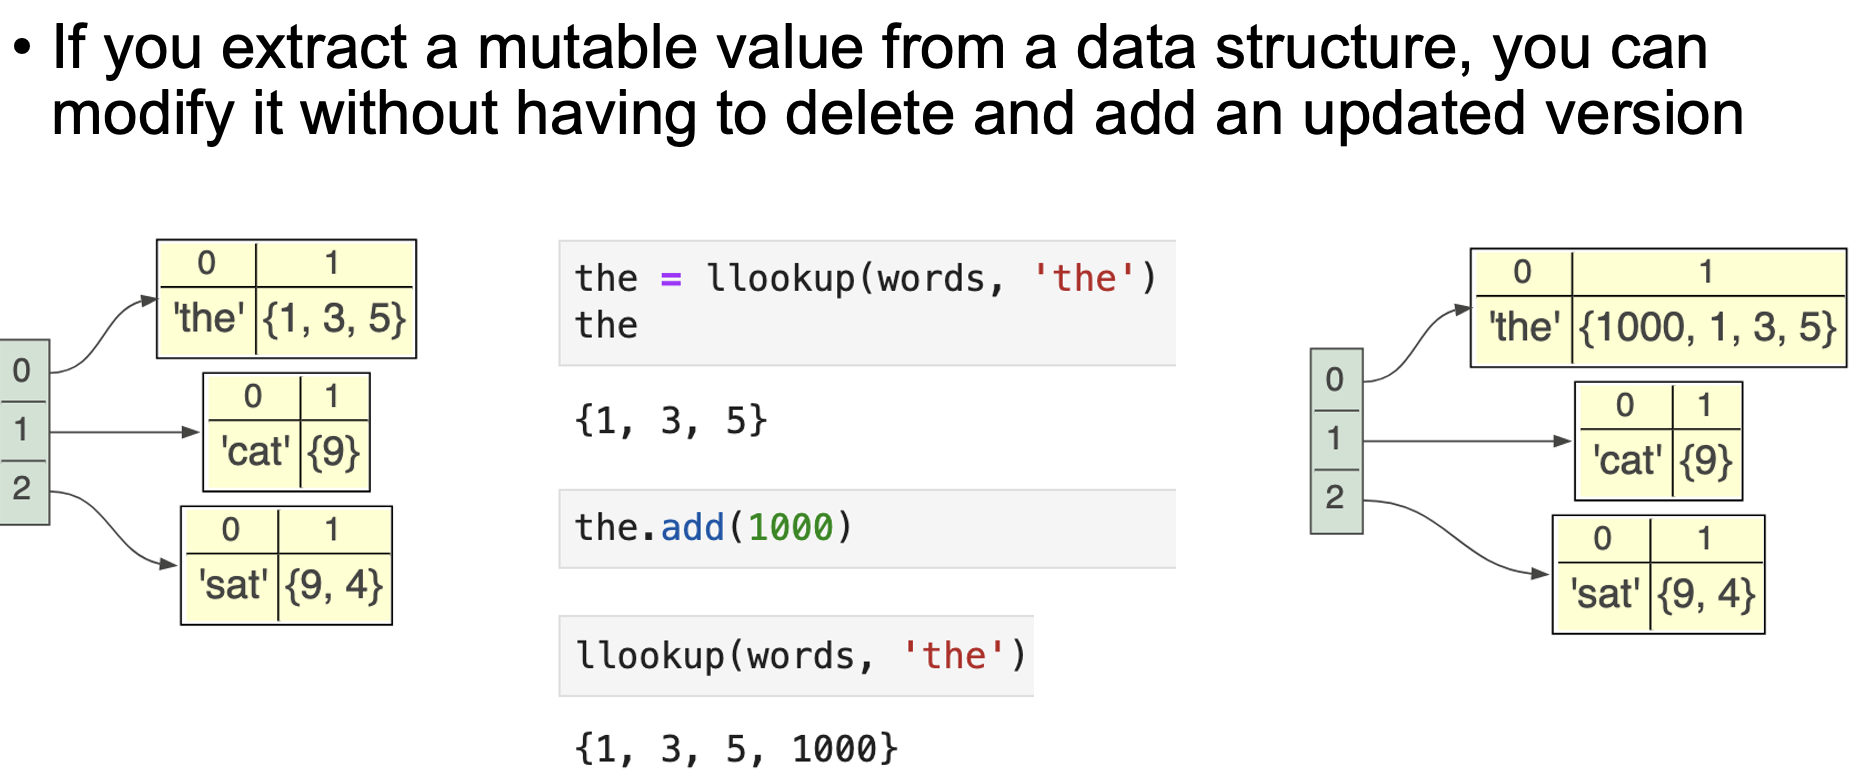 • If you extract a mutable value from a data structure, you can
modify it without having to delete and add an updated version
0 1
'the' {1, 3, 5}
0
1
2
0 1
'cat' {9}
0 1
'sat' {9, 4}
the = llookup(words, 'the')
the
{1, 3, 5}
the.add(1000)
llookup(words, 'the')
{1, 3, 5, 1000}
0 1
'the' {1000, 1, 3, 5}
0
1
2
0 1
'cat' {9}
0 1
'sat' {9, 4}